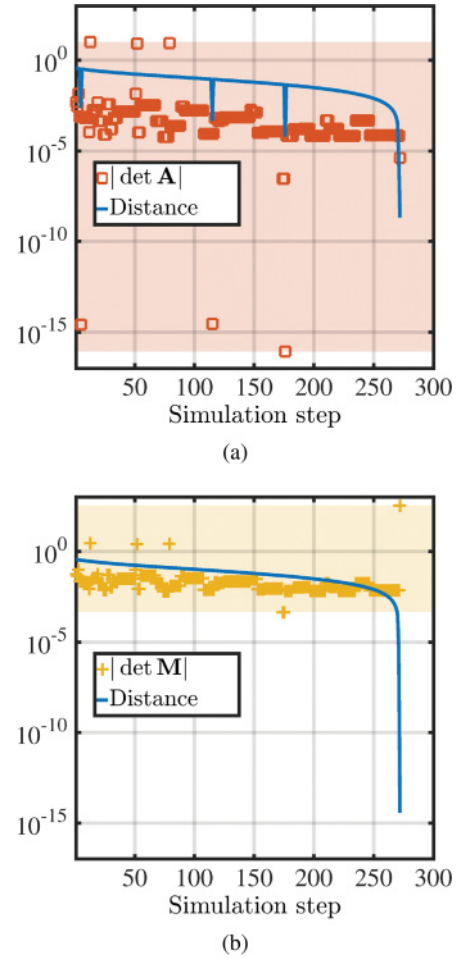 10^0
10^-5
10^-10
10^-15
| det A|
Distance
50 100 150 200 250 300
Simulation step
(a)
10^0
10^-5
10^-10
10^-15
| det M|
Distance
50 100 150 200 250 300
Simulation step
(b)